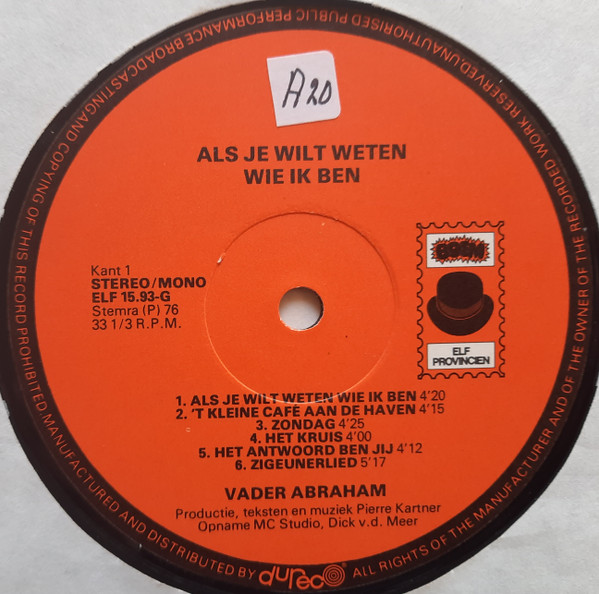 A20
ALS JE WILT WETEN
WIE IK BEN
Kant 1
STEREO/MONO
ELF 15.93-G
Stemra (P) 76
33 1/3 R.P.M.
ELF
PROVINCIEN
1. ALS JE WILT WETEN WIE IK BEN 4'20
2. 'T KLEINE CAFÉ AAN DE HAVEN 4'15
3. ZONDAG 4'25
4. HET KRUIS 4'00
5. HET ANTWOORD BEN JIJ 4'12
6. ZIGEUNERLIED 5'17
VADER ABRAHAM
Productie, teksten en muziek Pierre Kartner
Opname MC Studio, Dick v.d. Meer
MANUFACTURED AND DISTRIBUTED BY dureco ALL RIGHTS OF THE MANUFACTURER AND OF THE OWNER OF THE RECORDED WORK RESERVED, UNAUTHORISED PUBLIC PERFORMANCE BROADCASTING AND COPYING OF THIS RECORD PROHIBITED